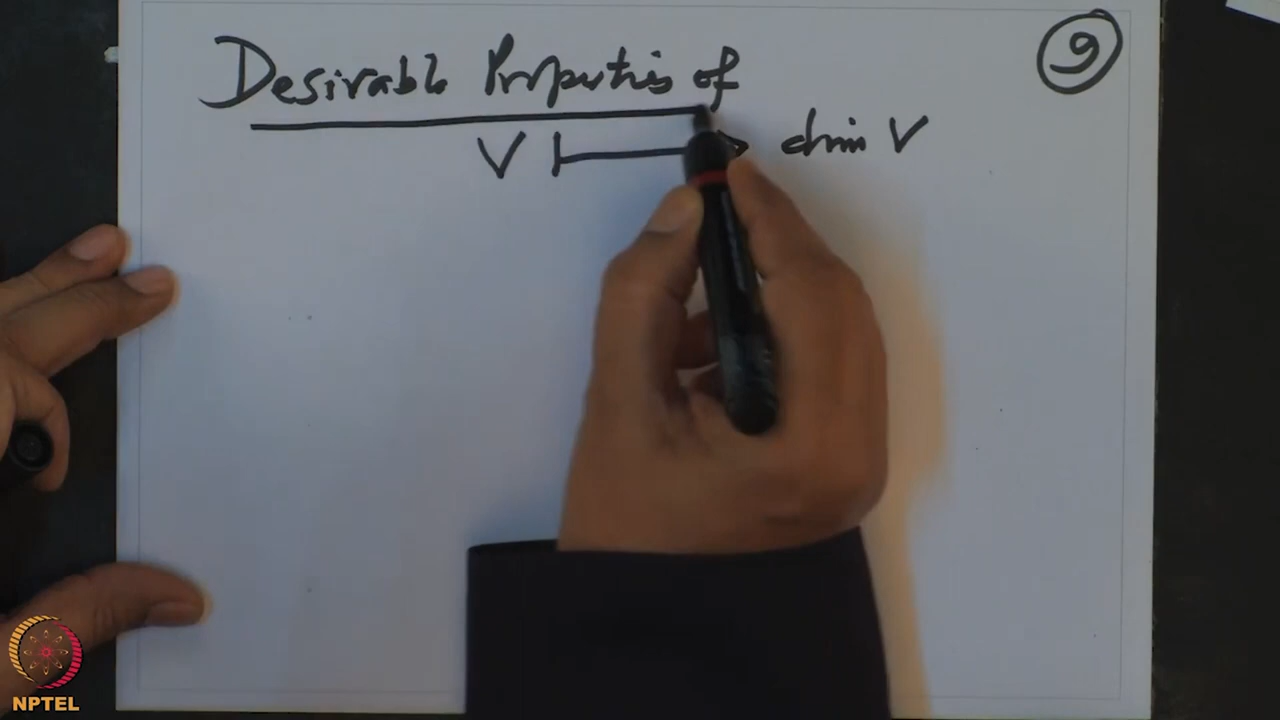 Desirable Properties of
9
V ↦ dim V
NPTEL